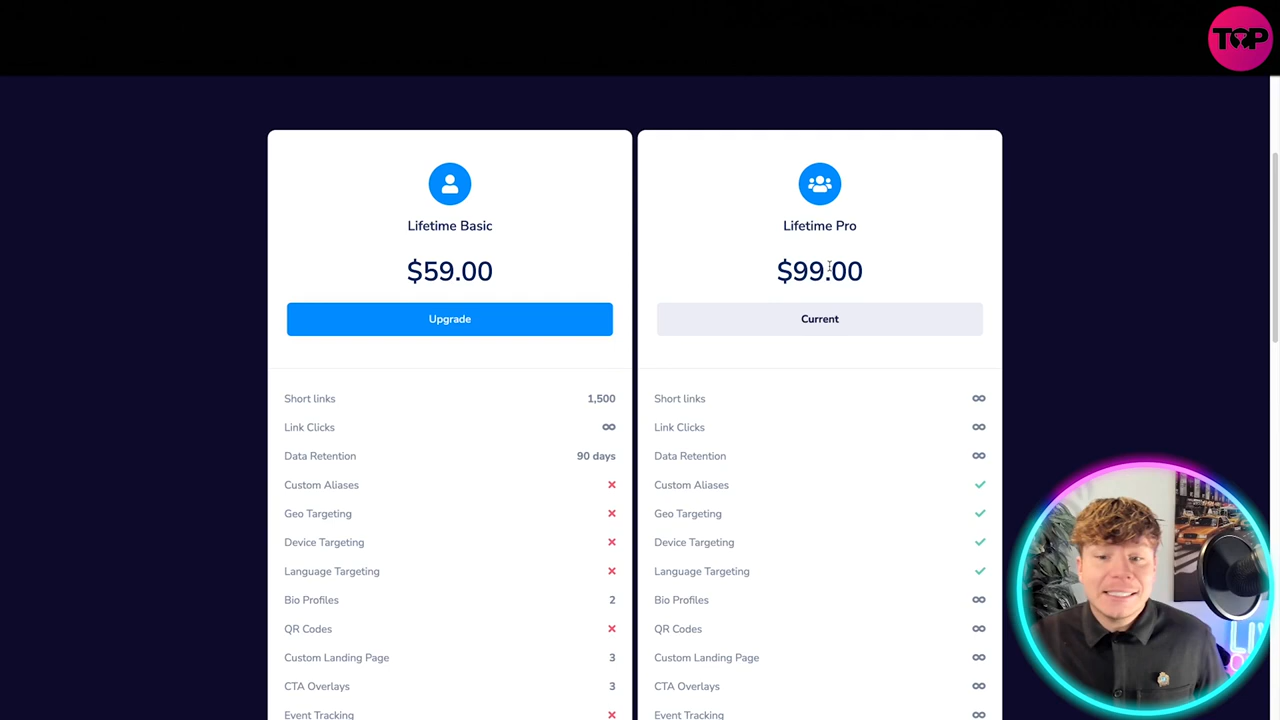 TOP
Lifetime Basic
$59.00
Upgrade
Short links 1,500
Link Clicks ∞
Data Retention 90 days
Custom Aliases ×
Geo Targeting ×
Device Targeting ×
Language Targeting ×
Bio Profiles 2
QR Codes ×
Custom Landing Page 3
CTA Overlays 3
Event Tracking ×
Lifetime Pro
$99.00
Current
Short links ∞
Link Clicks ∞
Data Retention ∞
Custom Aliases ✓
Geo Targeting ✓
Device Targeting ✓
Language Targeting ✓
Bio Profiles ∞
QR Codes ∞
Custom Landing Page ∞
CTA Overlays ∞
Event Tracking ∞